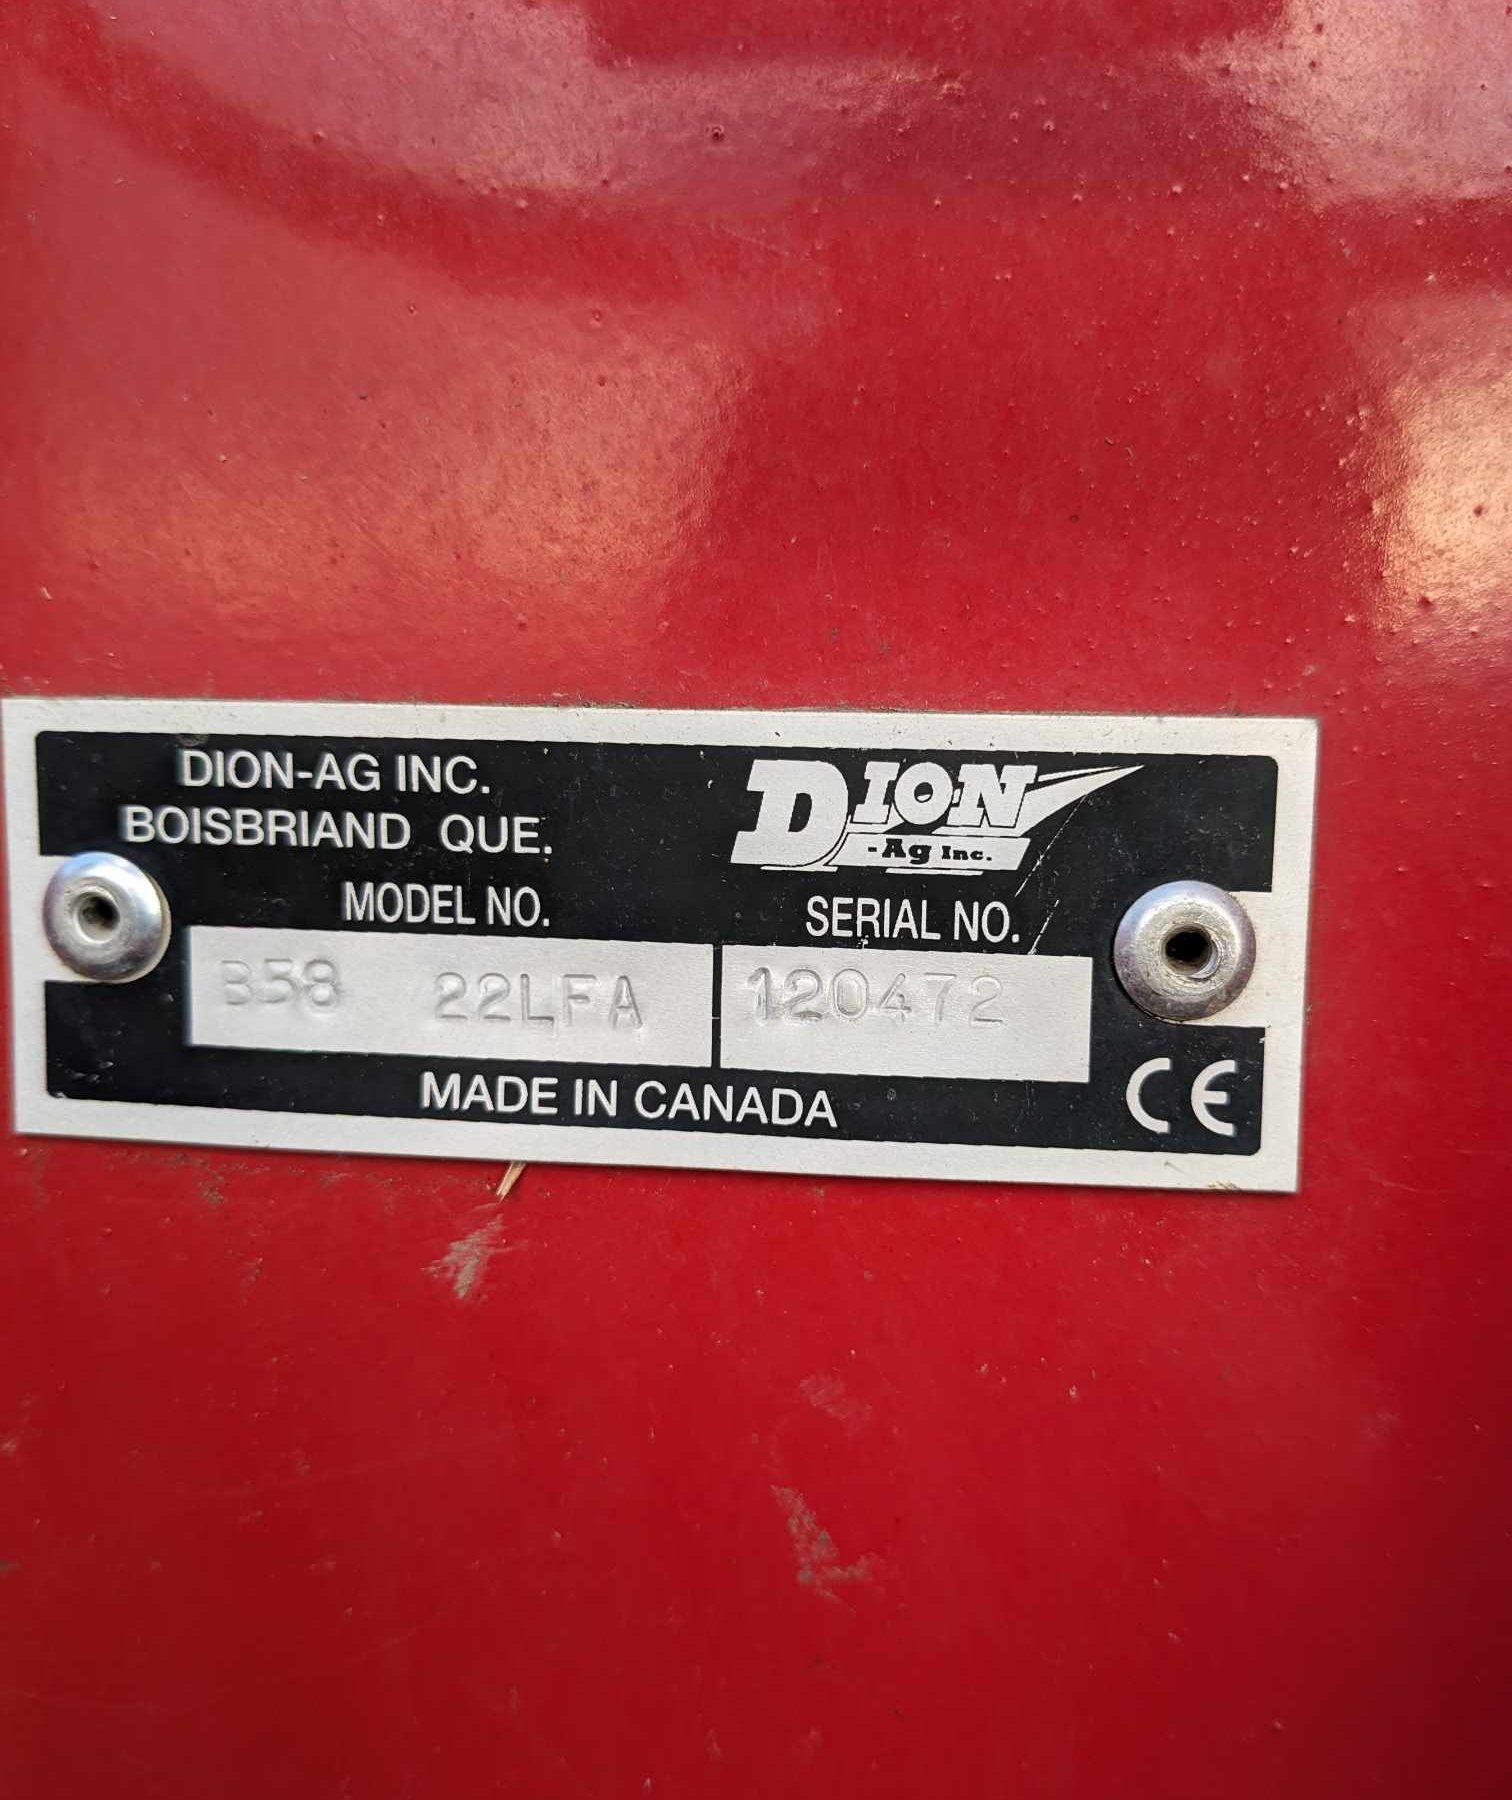 DION-AG INC.
BOISBRIAND QUE.
DION
-Ag Inc.
MODEL NO.
SERIAL NO.
B58 22LFA
120472
MADE IN CANADA
CE